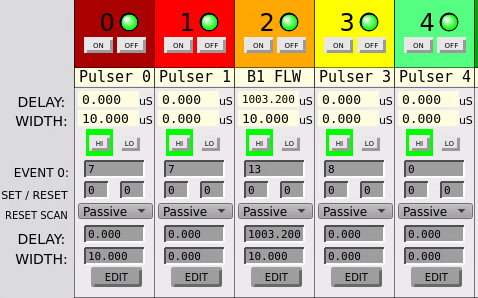 0 1 2 3 4
ON OFF ON OFF ON OFF ON OFF ON OFF
Pulser 0 Pulser 1 B1 FLW Pulser 3 Pulser 4
DELAY: 0.000 uS 0.000 uS 1003.200 uS 0.000 uS 0.000 uS
WIDTH: 10.000 uS 0.000 uS 10.000 uS 0.000 uS 0.000 uS
HI LO HI LO HI LO HI LO HI LO
EVENT 0: 7 7 13 8 0
SET / RESET 0 0 0 0 0 0 0 0 0 0
RESET SCAN Passive Passive Passive Passive Passive
DELAY: 0.000 0.000 1003.200 0.000 0.000
WIDTH: 10.000 0.000 10.000 0.000 0.000
EDIT EDIT EDIT EDIT EDIT